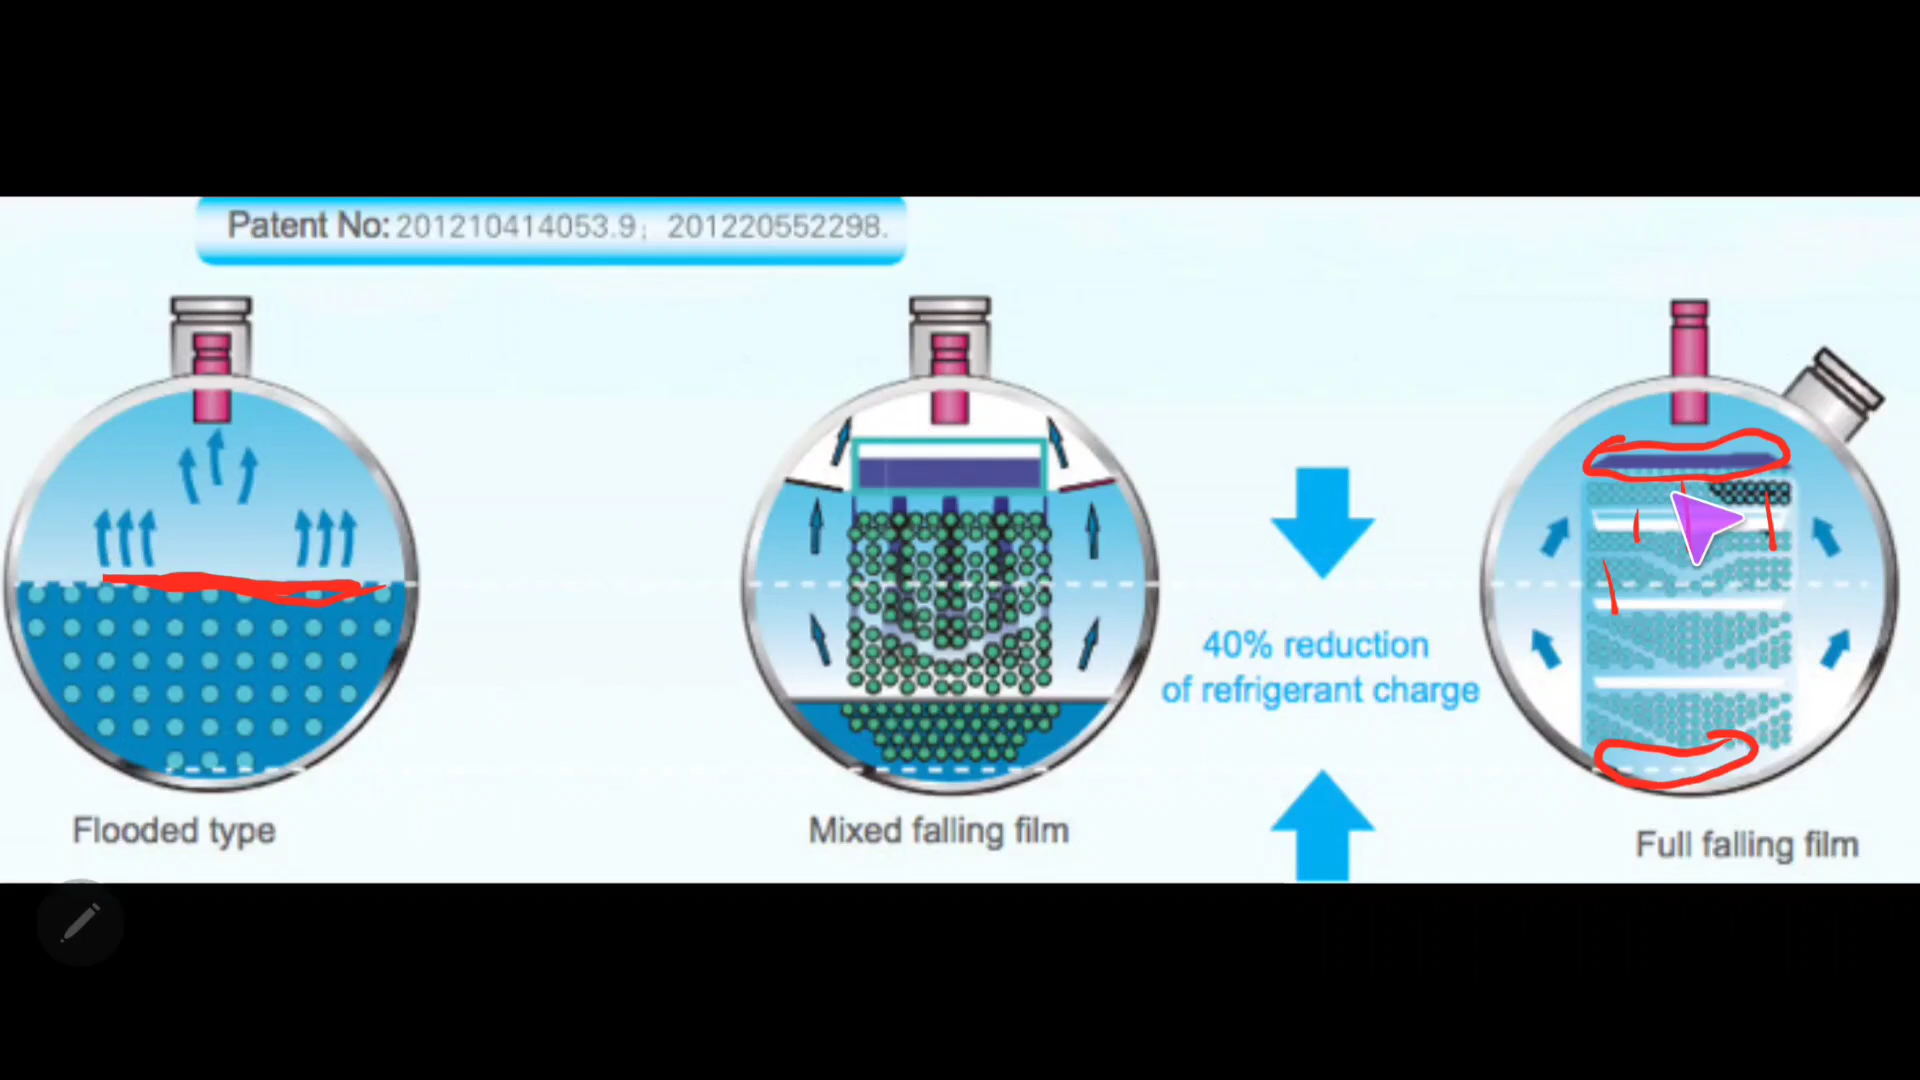 Patent No: 201210414053.9; 201220552298.
40% reduction
of refrigerant charge
Flooded type
Mixed falling film
Full falling film